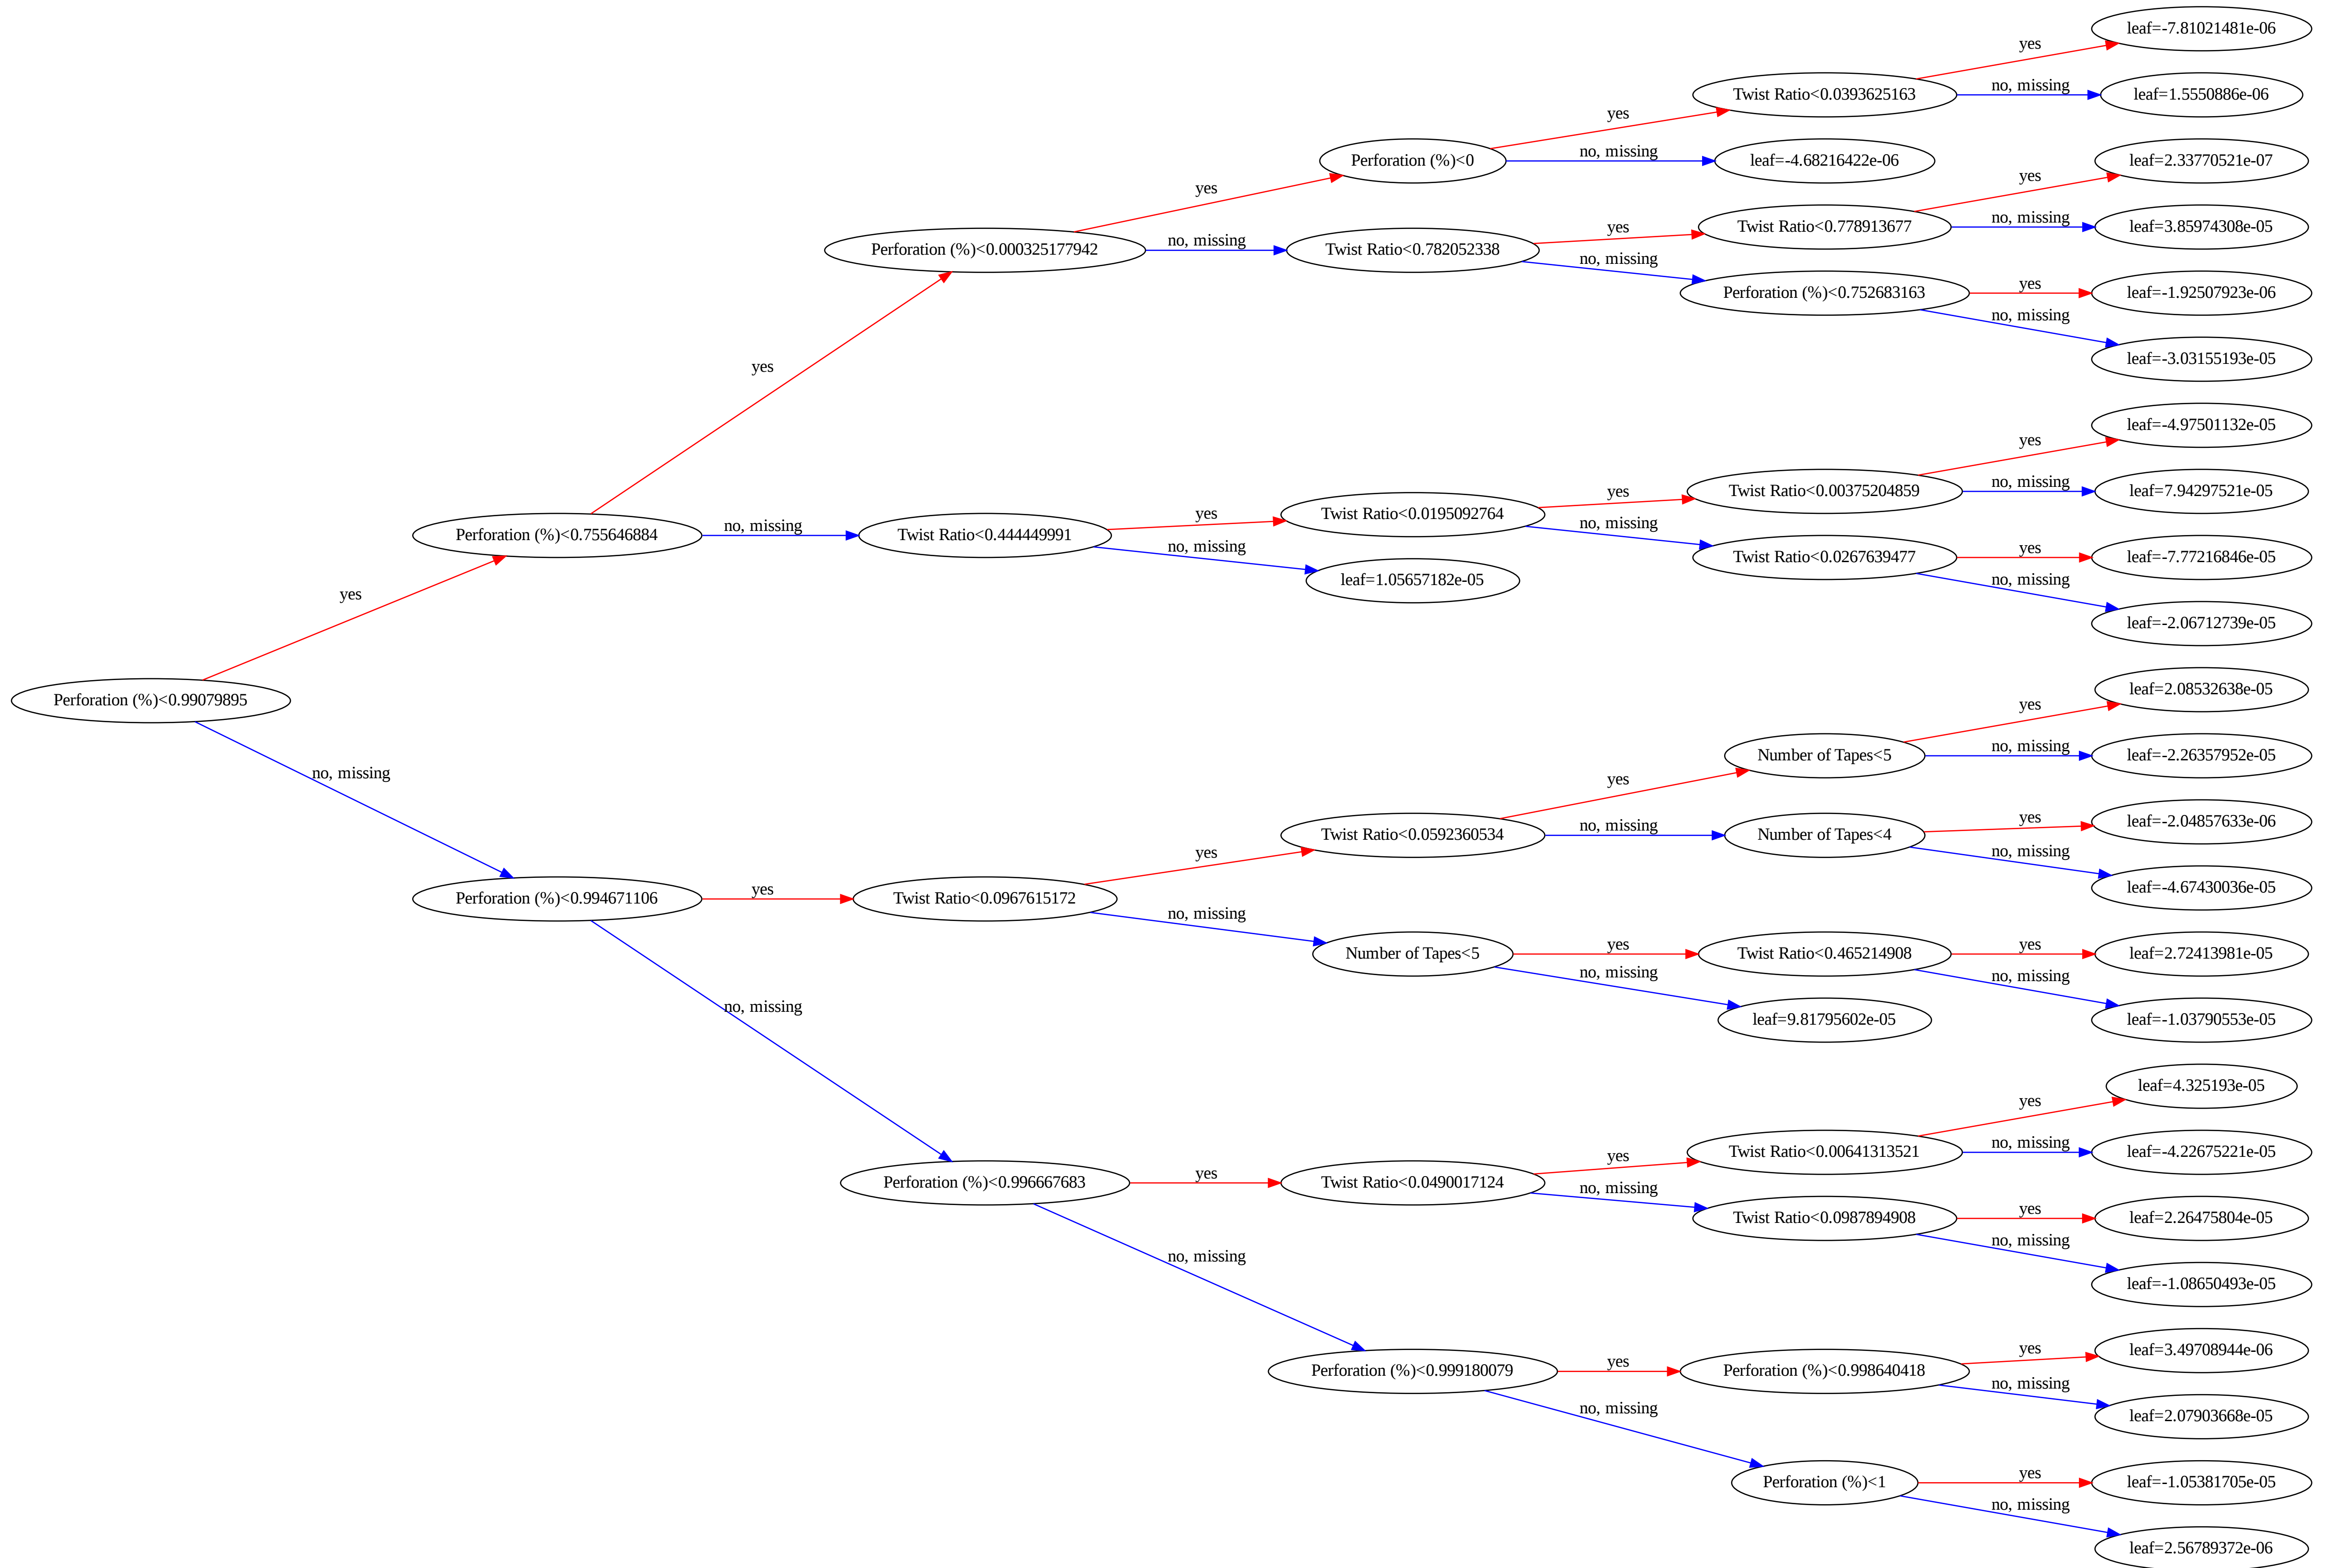 leaf=-7.81021481e-06
yes
Twist Ratio<0.0393625163
no, missing
leaf=1.5550886e-06
yes
Perforation (%)<0
no, missing
leaf=-4.68216422e-06
leaf=2.33770521e-07
yes
yes
Twist Ratio<0.778913677
no, missing
leaf=3.85974308e-05
yes
Perforation (%)<0.000325177942
no, missing
Twist Ratio<0.782052338
no, missing
Perforation (%)<0.752683163
yes
leaf=-1.92507923e-06
no, missing
leaf=-3.03155193e-05
yes
leaf=-4.97501132e-05
yes
Twist Ratio<0.00375204859
no, missing
leaf=7.94297521e-05
yes
Twist Ratio<0.0195092764
no, missing
Twist Ratio<0.0267639477
yes
leaf=-7.77216846e-05
no, missing
leaf=-2.06712739e-05
Perforation (%)<0.755646884
no, missing
Twist Ratio<0.444449991
yes
no, missing
leaf=1.05657182e-05
yes
Perforation (%)<0.99079895
no, missing
leaf=2.08532638e-05
yes
Number of Tapes<5
no, missing
leaf=-2.26357952e-05
yes
Twist Ratio<0.0592360534
no, missing
Number of Tapes<4
yes
leaf=-2.04857633e-06
no, missing
leaf=-4.67430036e-05
yes
Perforation (%)<0.994671106
yes
Twist Ratio<0.0967615172
no, missing
Number of Tapes<5
yes
Twist Ratio<0.465214908
yes
leaf=2.72413981e-05
no, missing
leaf=-1.03790553e-05
no, missing
leaf=9.81795602e-05
no, missing
leaf=4.325193e-05
yes
Twist Ratio<0.00641313521
no, missing
leaf=-4.22675221e-05
yes
Perforation (%)<0.996667683
yes
Twist Ratio<0.0490017124
no, missing
Twist Ratio<0.0987894908
yes
leaf=2.26475804e-05
no, missing
leaf=-1.08650493e-05
no, missing
Perforation (%)<0.999180079
yes
Perforation (%)<0.998640418
yes
leaf=3.49708944e-06
no, missing
leaf=2.07903668e-05
no, missing
Perforation (%)<1
yes
leaf=-1.05381705e-05
no, missing
leaf=2.56789372e-06